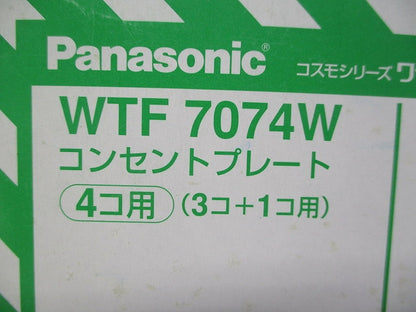 Panasonic® コスモシリーズワ
WTF 7074W
コンセントプレート
4コ用 (3コ+1コ用)